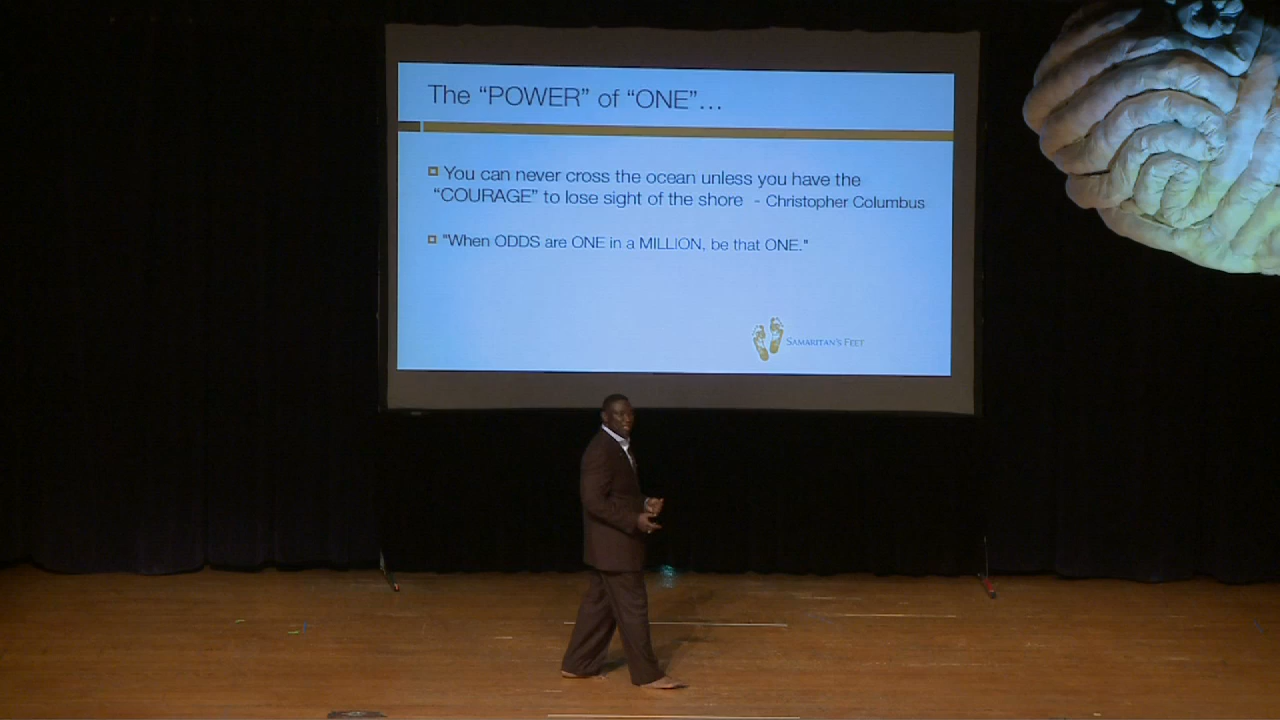 The “POWER” of “ONE”...
You can never cross the ocean unless you have the
“COURAGE” to lose sight of the shore - Christopher Columbus
"When ODDS are ONE in a MILLION, be that ONE."
SAMARITAN'S FEET